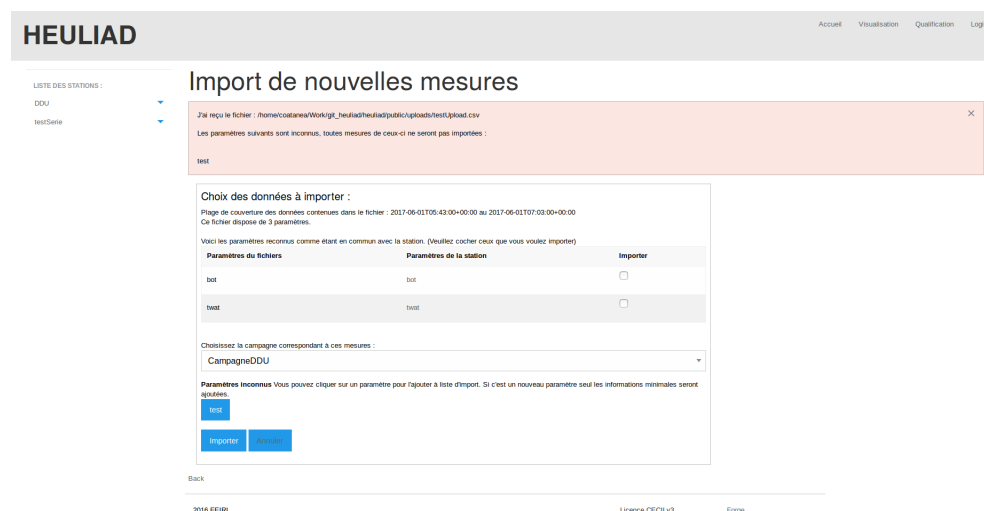 HEULIAD
Accueil Visualisation Qualification Logi
LISTE DES STATIONS :
DDU
testSerie
Import de nouvelles mesures
J'ai reçu le fichier : /home/coatanea/Work/git_heuliad/heuliad/public/uploads/testUpload.csv
×
Les paramètres suivants sont inconnus, toutes mesures de ceux-ci ne seront pas importées :
test
Choix des données à importer :
Plage de couverture des données contenues dans le fichier : 2017-06-01T05:43:00+00:00 au 2017-06-01T07:03:00+00:00
Ce fichier dispose de 3 paramètres.
Voici les paramètres reconnus comme étant en commun avec la station. (Veuillez cocher ceux que vous voulez importer)
Paramètres du fichiers Paramètres de la station Importer
bot bot
twat twat
Choisissez la campagne correspondant à ces mesures :
CampagneDDU
Paramètres inconnus Vous pouvez cliquer sur un paramètre pour l'ajouter à liste d'import. Si c'est un nouveau paramètre seul les informations minimales seront
ajoutées.
test
Importer Annuler
Back
2016 FEIRI Licence CECILv3 Forge